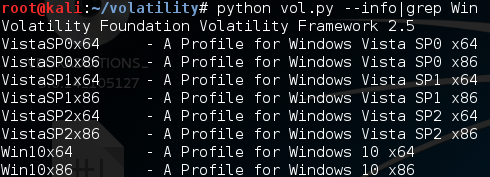 root@kali:~/volatility# python vol.py --info|grep Win
Volatility Foundation Volatility Framework 2.5
VistaSP0x64 - A Profile for Windows Vista SP0 x64
VistaSP0x86 - A Profile for Windows Vista SP0 x86
VistaSP1x64 - A Profile for Windows Vista SP1 x64
VistaSP1x86 - A Profile for Windows Vista SP1 x86
VistaSP2x64 - A Profile for Windows Vista SP2 x64
VistaSP2x86 - A Profile for Windows Vista SP2 x86
Win10x64 - A Profile for Windows 10 x64
Win10x86 - A Profile for Windows 10 x86